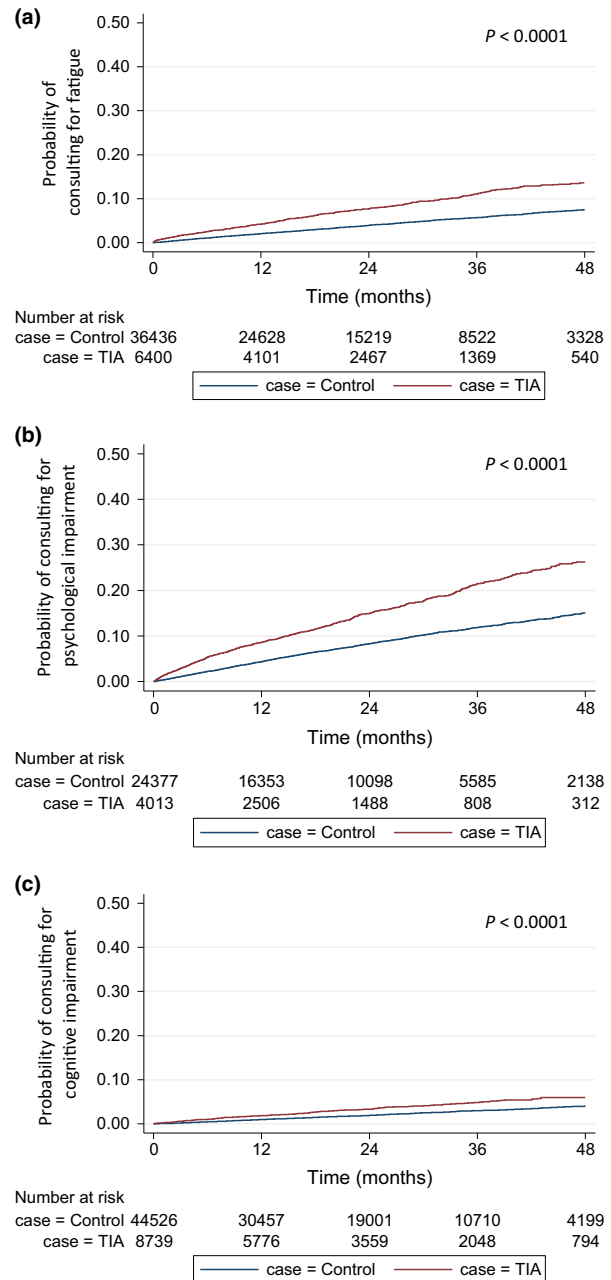 (a)
P < 0.0001
Probability of
consulting for fatigue
0.50
0.40
0.30
0.20
0.10
0.00
0 12 24 36 48
Time (months)
Number at risk
case = Control 36436 24628 15219 8522 3328
case = TIA 6400 4101 2467 1369 540
case = Control case = TIA
(b)
P < 0.0001
Probability of consulting for
psychological impairment
0.50
0.40
0.30
0.20
0.10
0.00
0 12 24 36 48
Time (months)
Number at risk
case = Control 24377 16353 10098 5585 2138
case = TIA 4013 2506 1488 808 312
case = Control case = TIA
(c)
P < 0.0001
Probability of consulting for
cognitive impairment
0.50
0.40
0.30
0.20
0.10
0.00
0 12 24 36 48
Time (months)
Number at risk
case = Control 44526 30457 19001 10710 4199
case = TIA 8739 5776 3559 2048 794
case = Control case = TIA